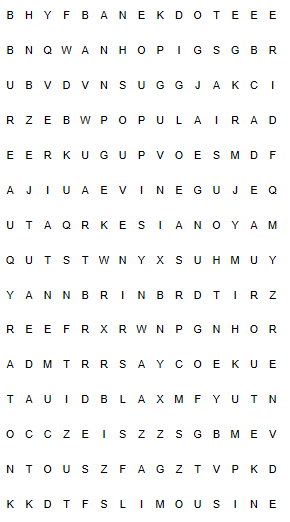 B H Y F B A N E K D O T E E E
B N Q W A N H O P I G S G B R
U B V D V N S U G G J A K C I
R Z E B W P O P U L A I R A D
E E R K U G U P V O E S M D F
A J I U A E V I N E G U J E Q
U T A Q R K E S I A N O Y A M
Q U T S T W N Y X S U H M U Y
Y A N N B R I N B R D T I R Z
R E E F R X R W N P G N H O R
A D M T R R S A Y C O E K U E
T A U I D B L A X M F Y U T N
O C C Z E I S Z Z S G B M E V
N T O U S Z F A G Z T V P K D
K K D T F S L I M O U S I N E